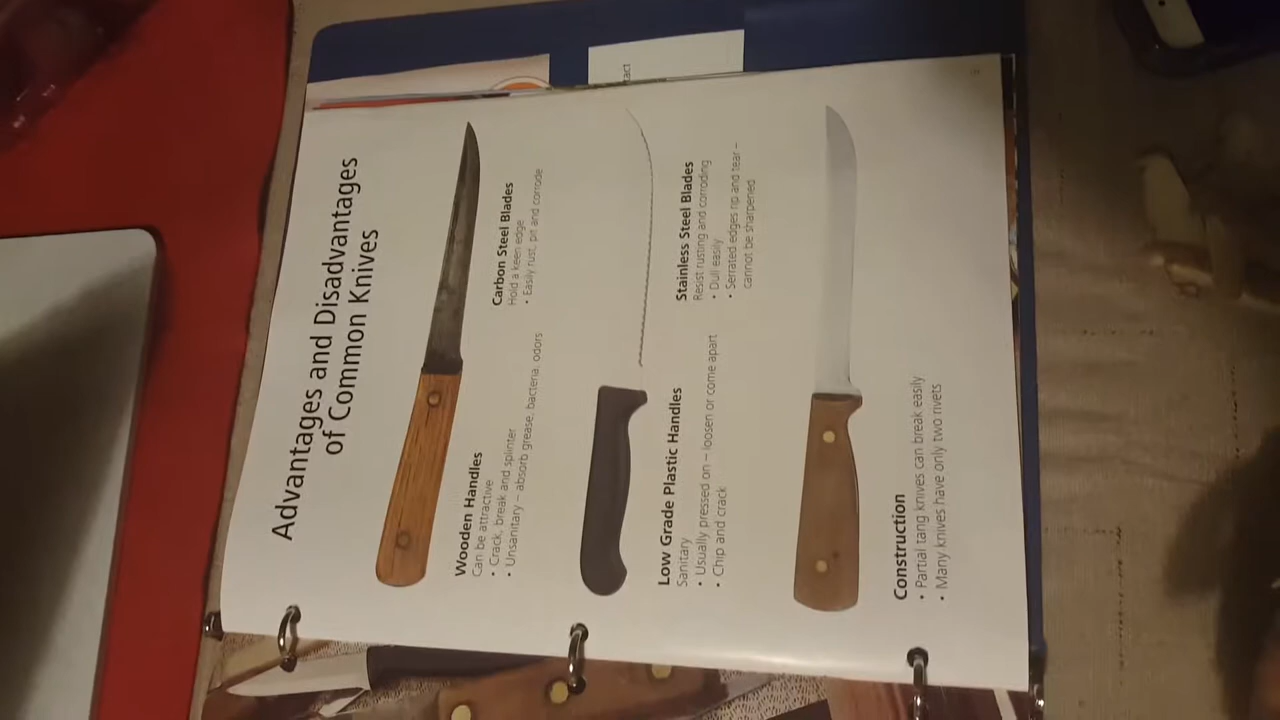 Advantages and Disadvantages
of Common Knives
Wooden Handles
Can be attractive
• Crack, break and splinter
• Unsanitary – absorb grease, bacteria, odors
Carbon Steel Blades
Hold a keen edge
• Easily rust, pit and corrode
Low Grade Plastic Handles
Sanitary
• Usually pressed on – loosen or come apart
• Chip and crack
Stainless Steel Blades
Resist rusting and corroding
• Dull easily
• Serrated edges rip and tear –
cannot be sharpened
Construction
• Partial tang knives can break easily
• Many knives have only two rivets